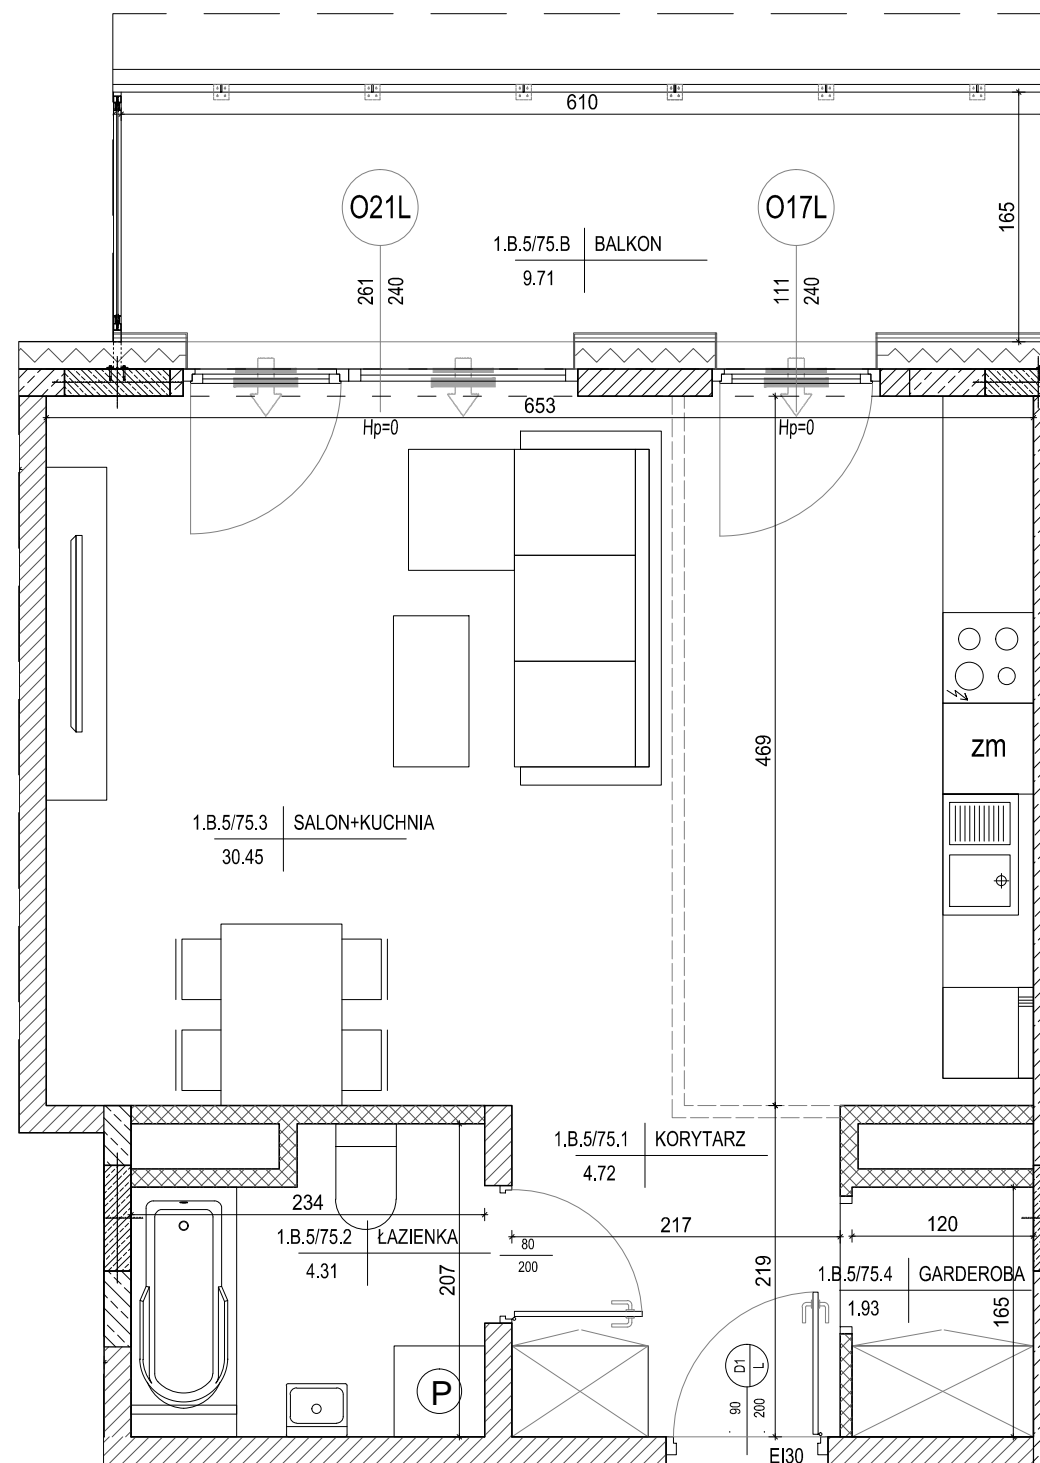 610
165
O21L
O17L
1.B.5/75.B BALKON
9.71
261 240
111 240
653
Hp=0
Hp=0
469
zm
1.B.5/75.3 SALON+KUCHNIA
30.45
1.B.5/75.1 KORYTARZ
4.72
234
217
120
1.B.5/75.2 ŁAZIENKA
4.31
207
80
200
219
1.B.5/75.4 GARDEROBA
1.93
165
P
D1 L
90 200
EI30